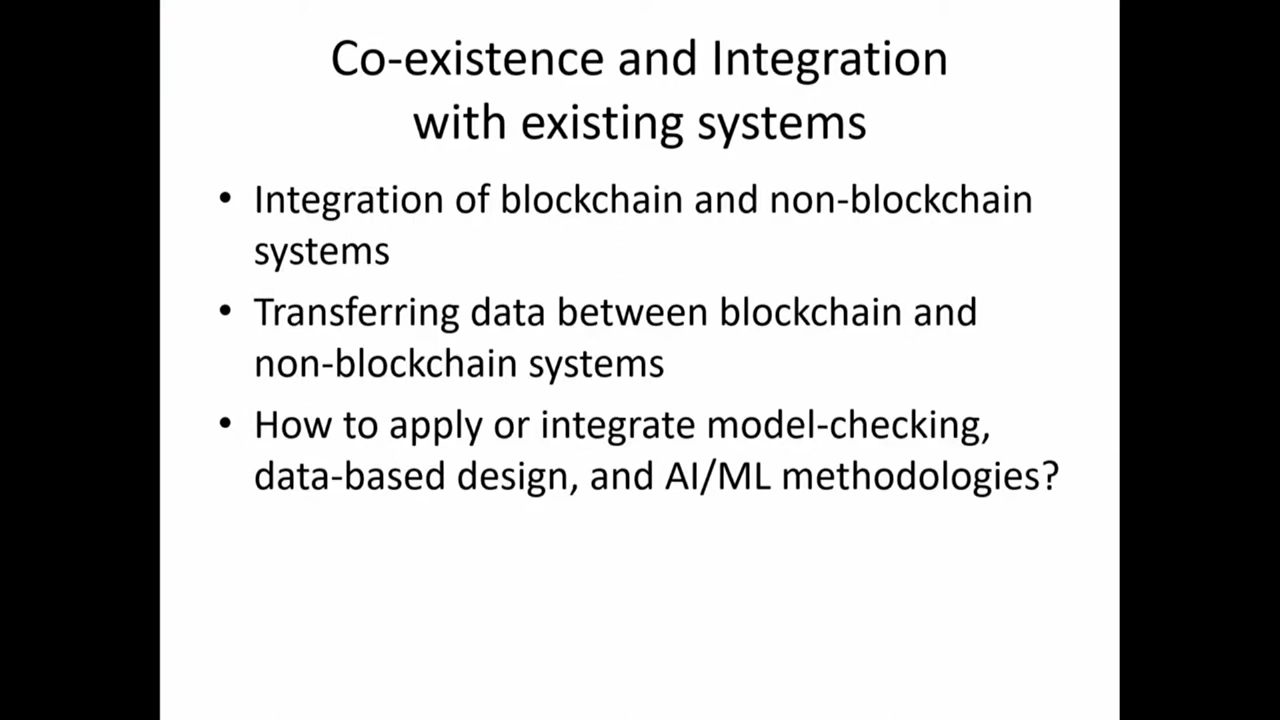 Co-existence and Integration
with existing systems
• Integration of blockchain and non-blockchain
systems
• Transferring data between blockchain and
non-blockchain systems
• How to apply or integrate model-checking,
data-based design, and AI/ML methodologies?